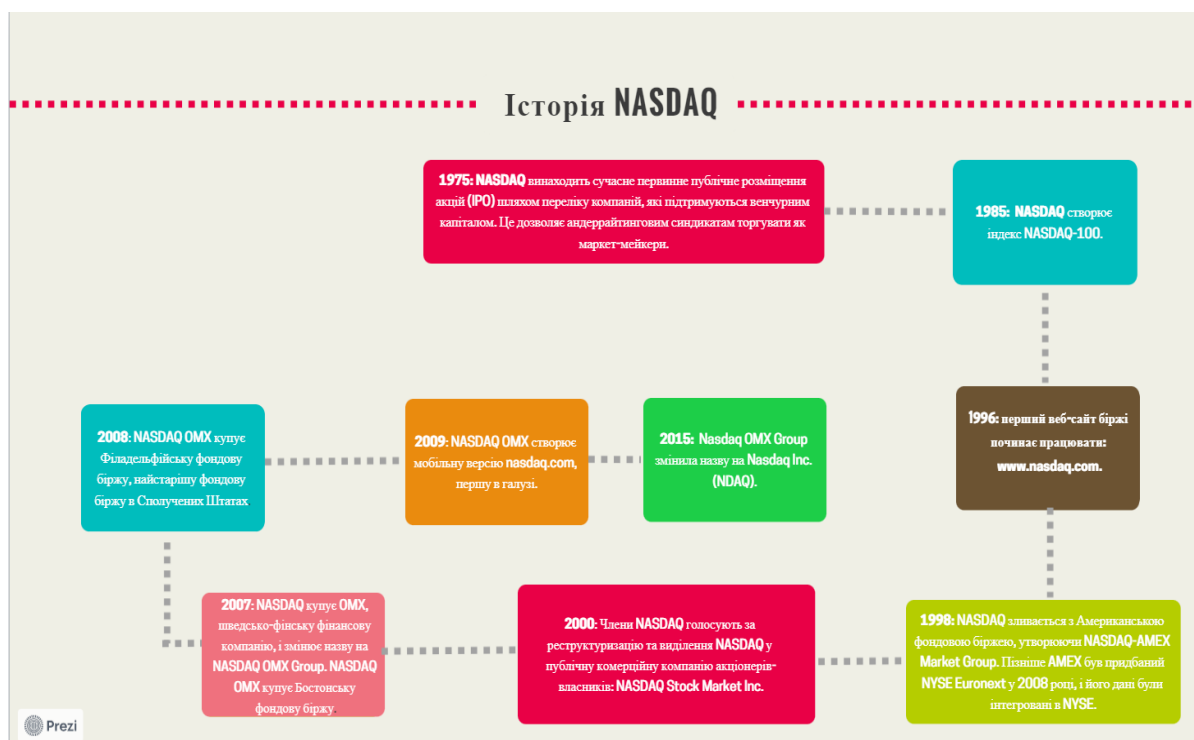 Історія NASDAQ
1975: NASDAQ винаходить сучасне первинне публічне розміщення
акцій (IPO) шляхом переліку компаній, які підтримуються венчурним
капіталом. Це дозволяє андеррайтинговим синдикатам торгувати як
маркет-мейкери.
1985: NASDAQ створює
індекс NASDAQ-100.
1996: перший веб-сайт біржі
починає працювати:
www.nasdaq.com.
1998: NASDAQ зливається з Американською
фондовою біржею, утворюючи NASDAQ-AMEX
Market Group. Пізніше AMEX був придбаний
NYSE Euronext у 2008 році, і його дані були
інтегровані в NYSE.
2000: Члени NASDAQ голосують за
реструктуризацію та виділення NASDAQ у
публічну комерційну компанію акціонерів-
власників: NASDAQ Stock Market Inc.
2007: NASDAQ купує OMX,
шведсько-фінську фінансову
компанію, і змінює назву на
NASDAQ OMX Group. NASDAQ
OMX купує Бостонську
фондову біржу.
2008: NASDAQ OMX купує
Філадельфійську фондову
біржу, найстарішу фондову
біржу в Сполучених Штатах
2009: NASDAQ OMX створює
мобільну версію nasdaq.com,
першу в галузі.
2015: Nasdaq OMX Group
змінила назву на Nasdaq Inc.
(NDAQ).
Prezi